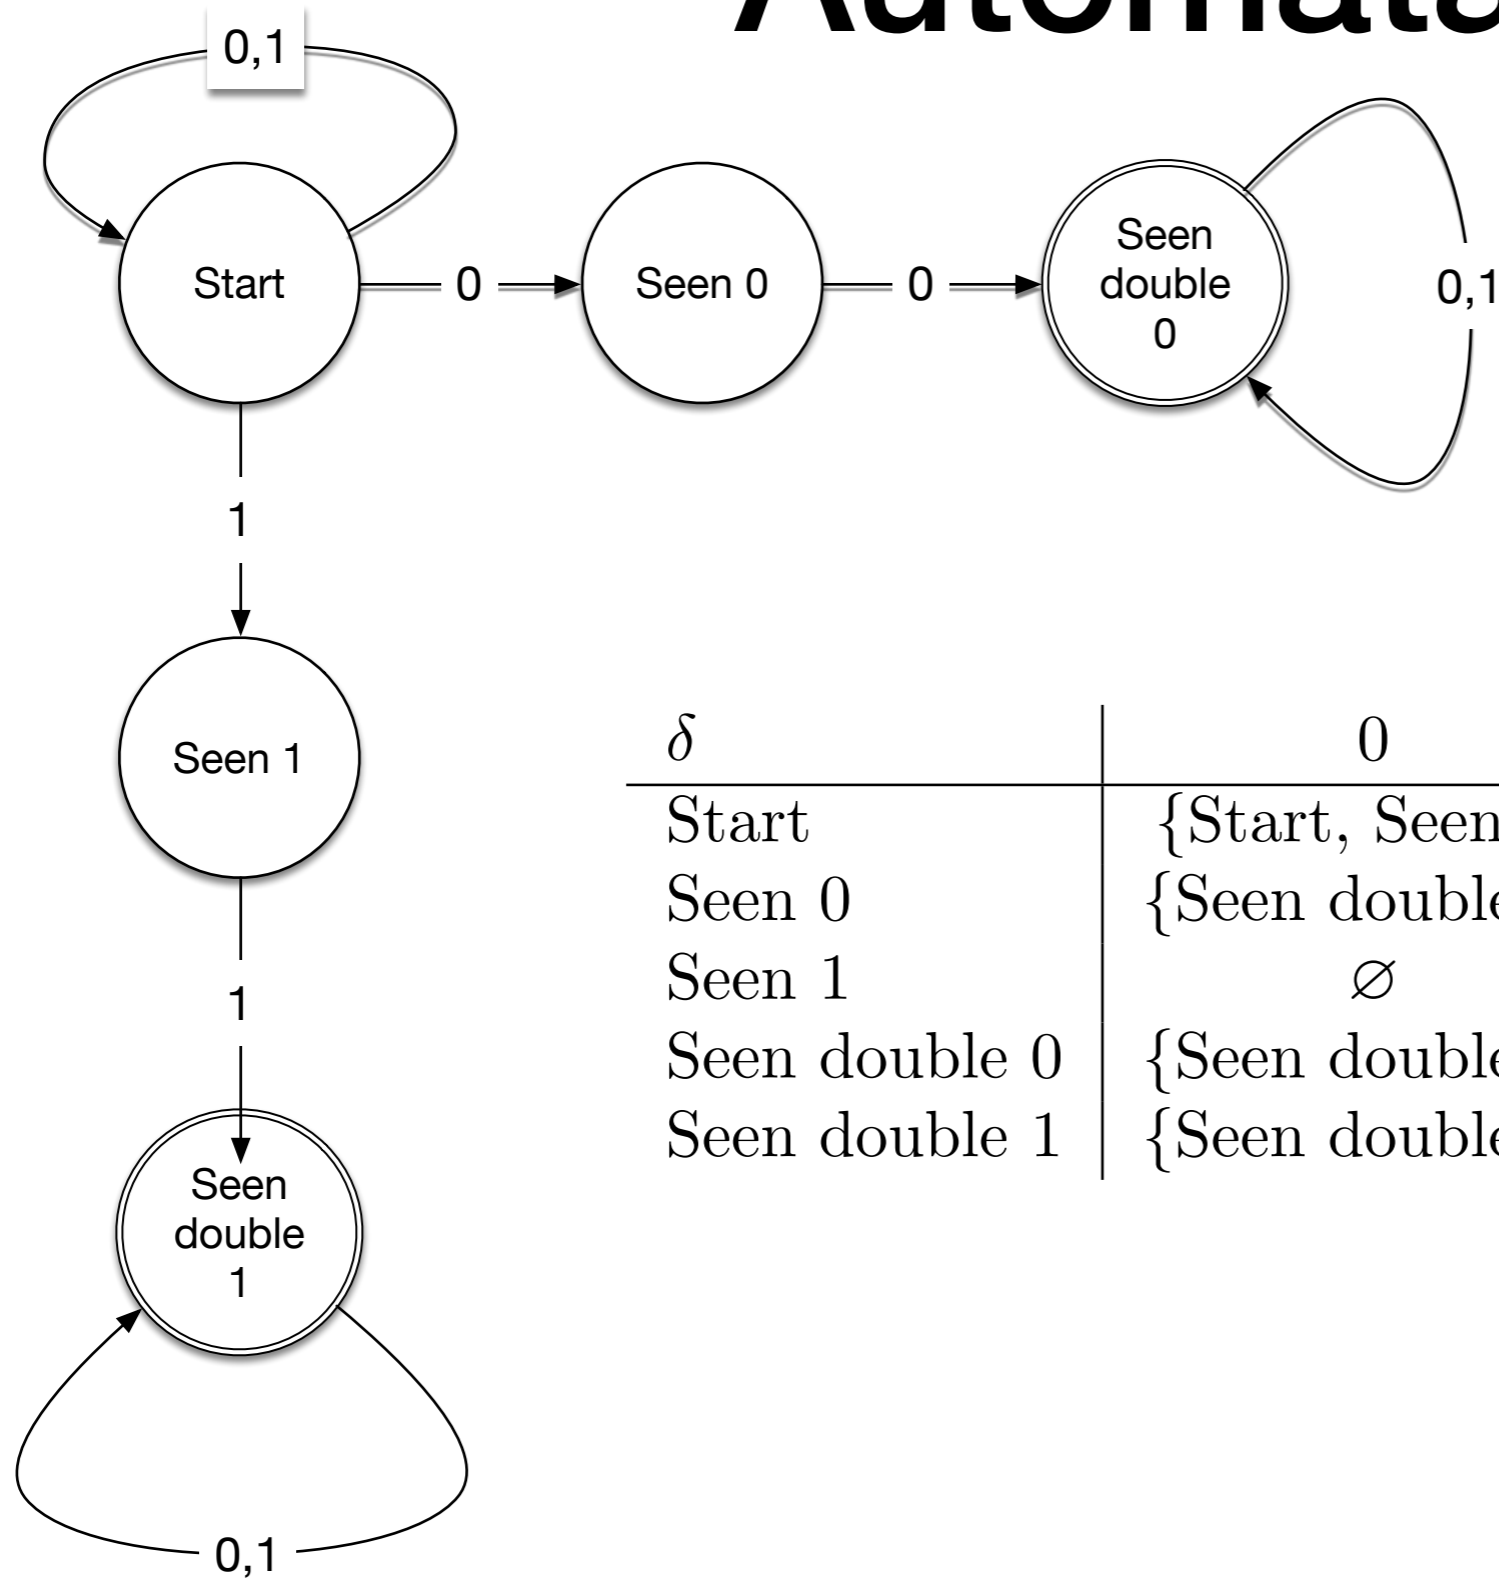 Automata
0,1
Start
0
Seen 0
0
Seen
double
0
0,1
1
Seen 1
1
Seen
double
1
0,1
δ 0
Start {Start, Seen
Seen 0 {Seen double
Seen 1 ∅
Seen double 0 {Seen double
Seen double 1 {Seen double